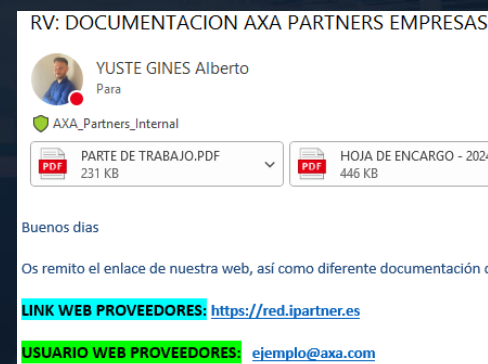 RV: DOCUMENTACION AXA PARTNERS EMPRESAS
YUSTE GINES Alberto
Para
AXA_Partners_Internal
PDF
PARTE DE TRABAJO.PDF
231 KB
PDF
HOJA DE ENCARGO - 2024
446 KB
Buenos dias
Os remito el enlace de nuestra web, así como diferente documentación
LINK WEB PROVEEDORES: https://red.ipartner.es
USUARIO WEB PROVEEDORES: ejemplo@axa.com